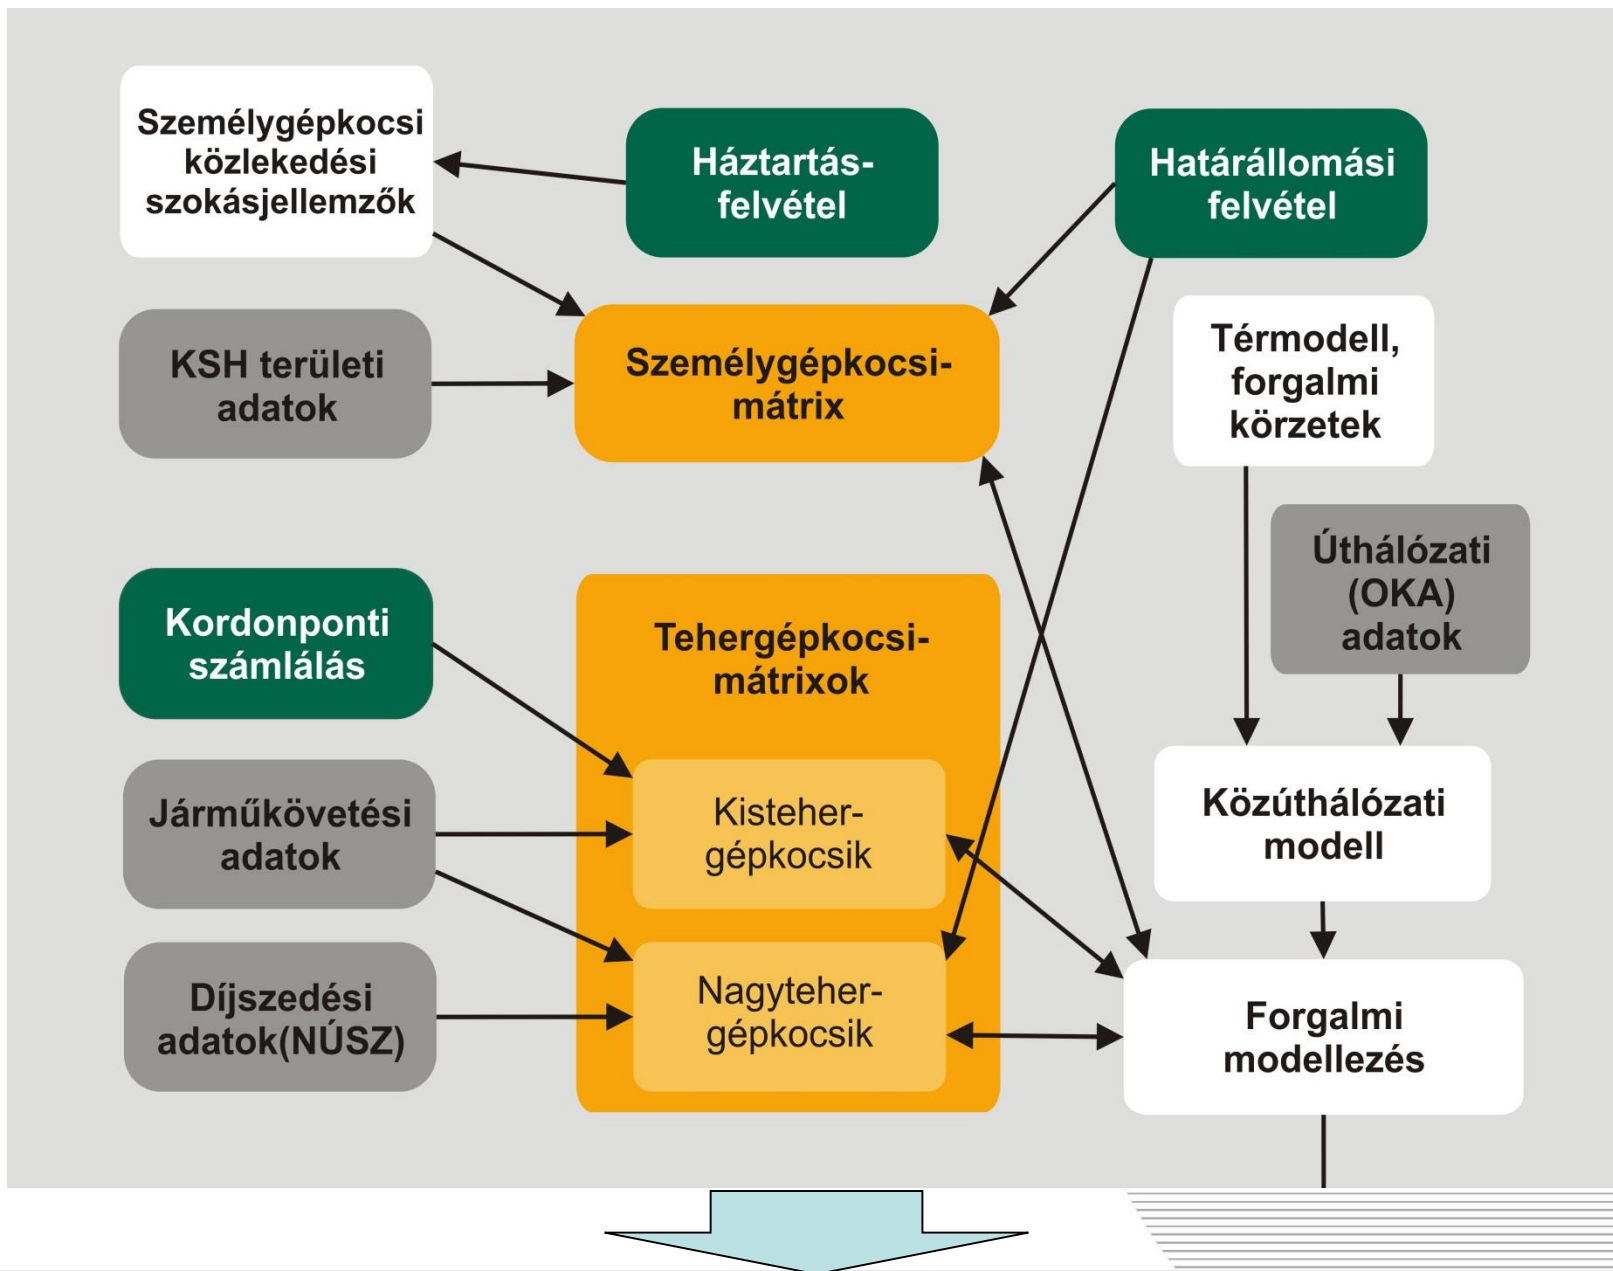 Személygépkocsi
közlekedési
szokásjellemzők
Háztartás-
felvétel
Határállomási
felvétel
KSH területi
adatok
Személygépkocsi-
mátrix
Térmodell,
forgalmi
körzetek
Úthálózati
(OKA)
adatok
Kordonponti
számlálás
Tehergépkocsi-
mátrixok
Járműkövetési
adatok
Kisteher-
gépkocsik
Közúthálózati
modell
Díjszedési
adatok(NÚSZ)
Nagyteher-
gépkocsik
Forgalmi
modellezés